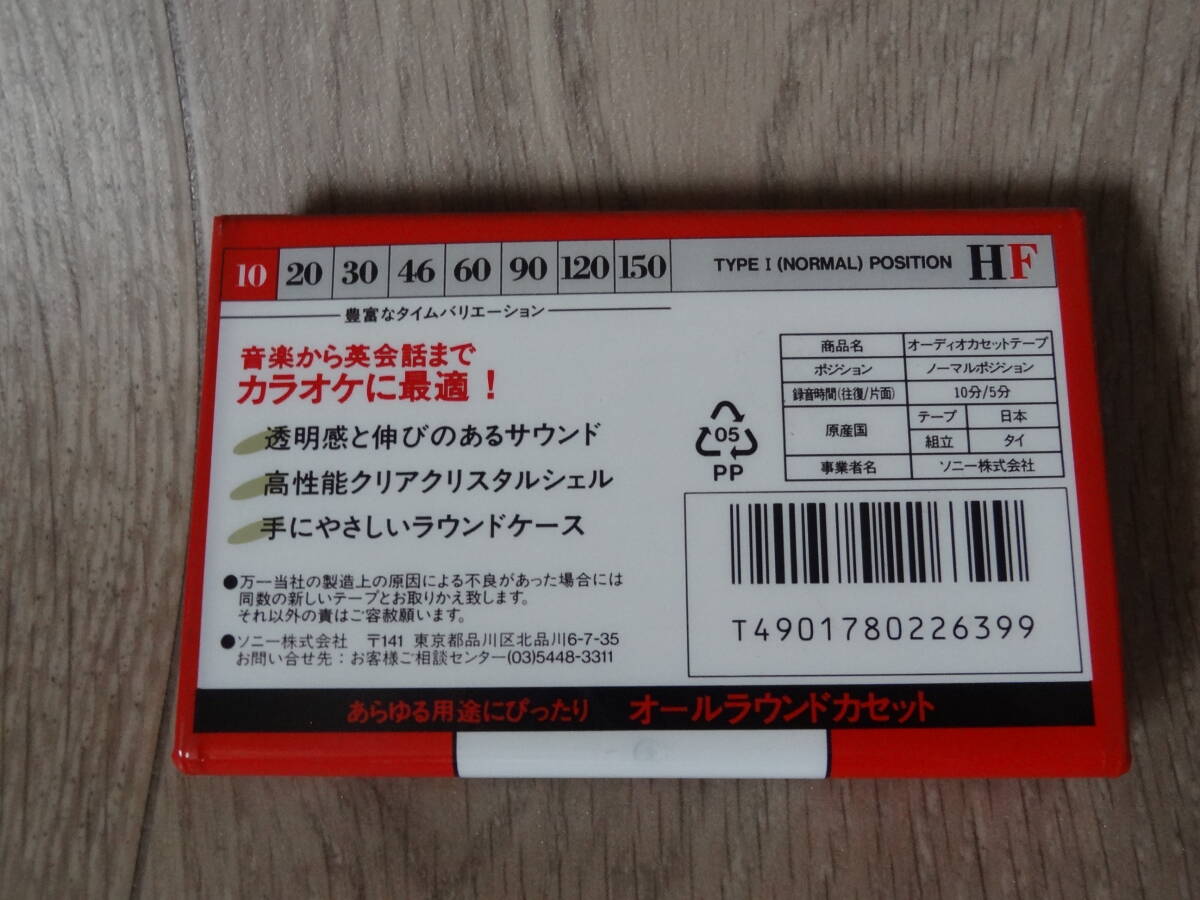 10 20 30 46 60 90 120 150 TYPE I (NORMAL) POSITION HF
豊富なタイムバリエーション
音楽から英会話まで
カラオケに最適！
透明感と伸びのあるサウンド
高性能クリアクリスタルシェル
手にやさしいラウンドケース
●万一当社の製造上の原因による不良があった場合には
同数の新しいテープとお取りかえ致します。
それ以外の責はご容赦願います。
●ソニー株式会社 〒141 東京都品川区北品川6-7-35
お問い合せ先：お客様ご相談センター(03)5448-3311
05
PP
商品名 オーディオカセットテープ
ポジション ノーマルポジション
録音時間(往復/片面) 10分/5分
原産国 テープ 日本
組立 タイ
事業者名 ソニー株式会社
T4901780226399
あらゆる用途にぴったり オールラウンドカセット